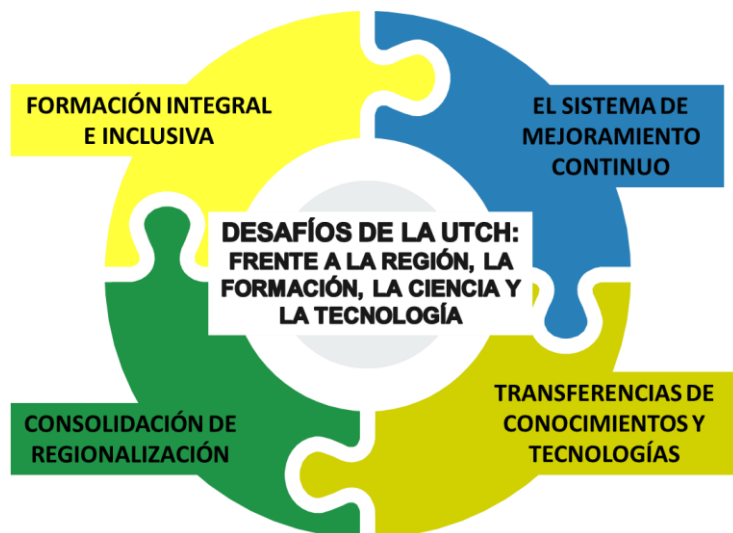 FORMACIÓN INTEGRAL
E INCLUSIVA
EL SISTEMA DE
MEJORAMIENTO
CONTINUO
DESAFÍOS DE LA UTCH:
FRENTE A LA REGIÓN, LA
FORMACIÓN, LA CIENCIA Y
LA TECNOLOGÍA
CONSOLIDACIÓN DE
REGIONALIZACIÓN
TRANSFERENCIAS DE
CONOCIMIENTOS Y
TECNOLOGÍAS